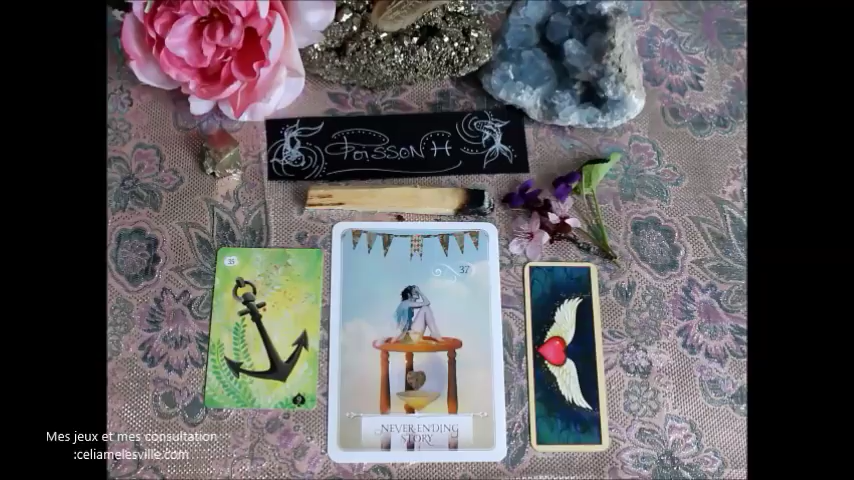 POISSON
35
37
NEVER-ENDING
STORY
Mes jeux et mes consultation
:celiamelesville.com